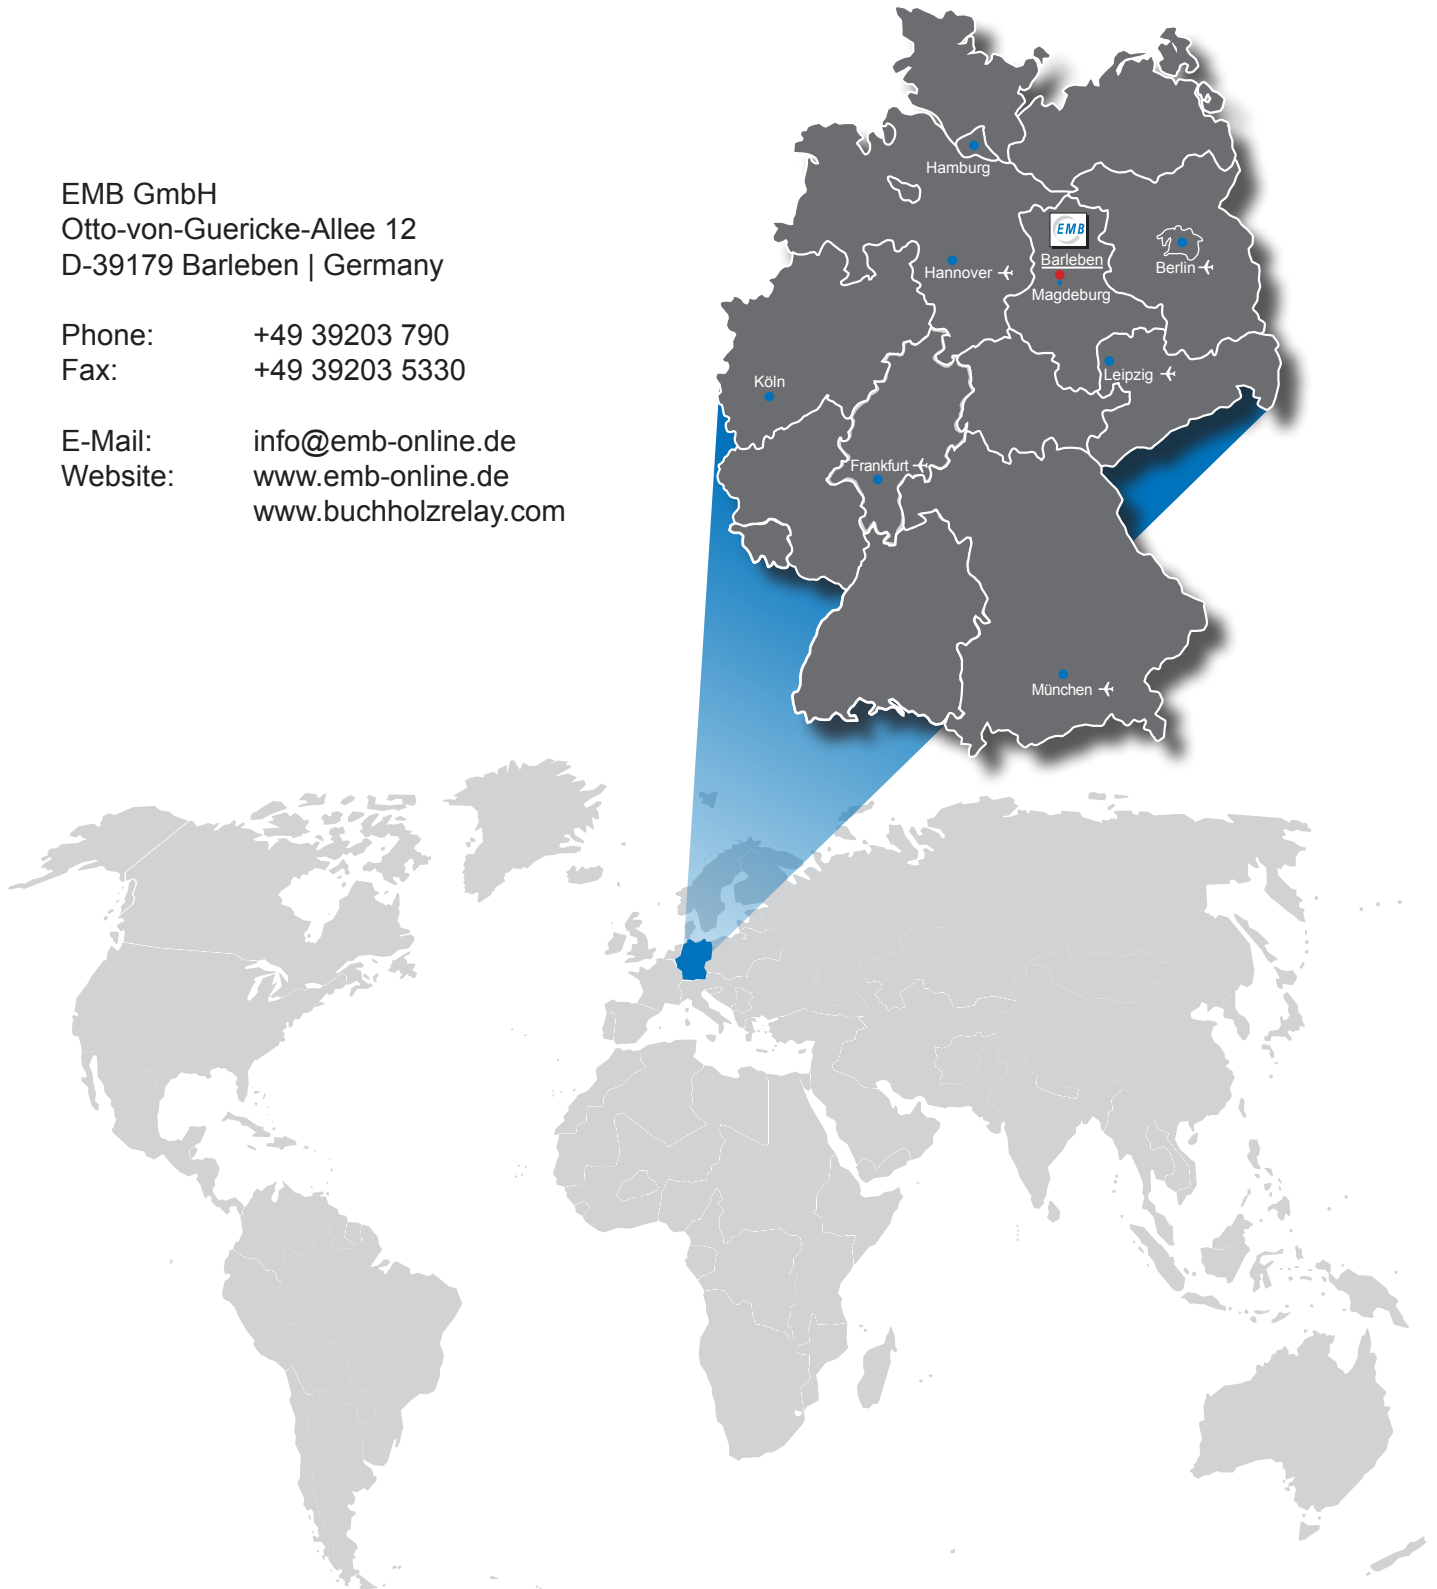 EMB GmbH
Otto-von-Guericke-Allee 12
D-39179 Barleben | Germany
Phone: +49 39203 790
Fax: +49 39203 5330
E-Mail: info@emb-online.de
Website: www.emb-online.de
www.buchholzrelay.com
Hamburg
EMB
Barleben
Berlin
Hannover
Magdeburg
Leipzig
Köln
Frankfurt
München